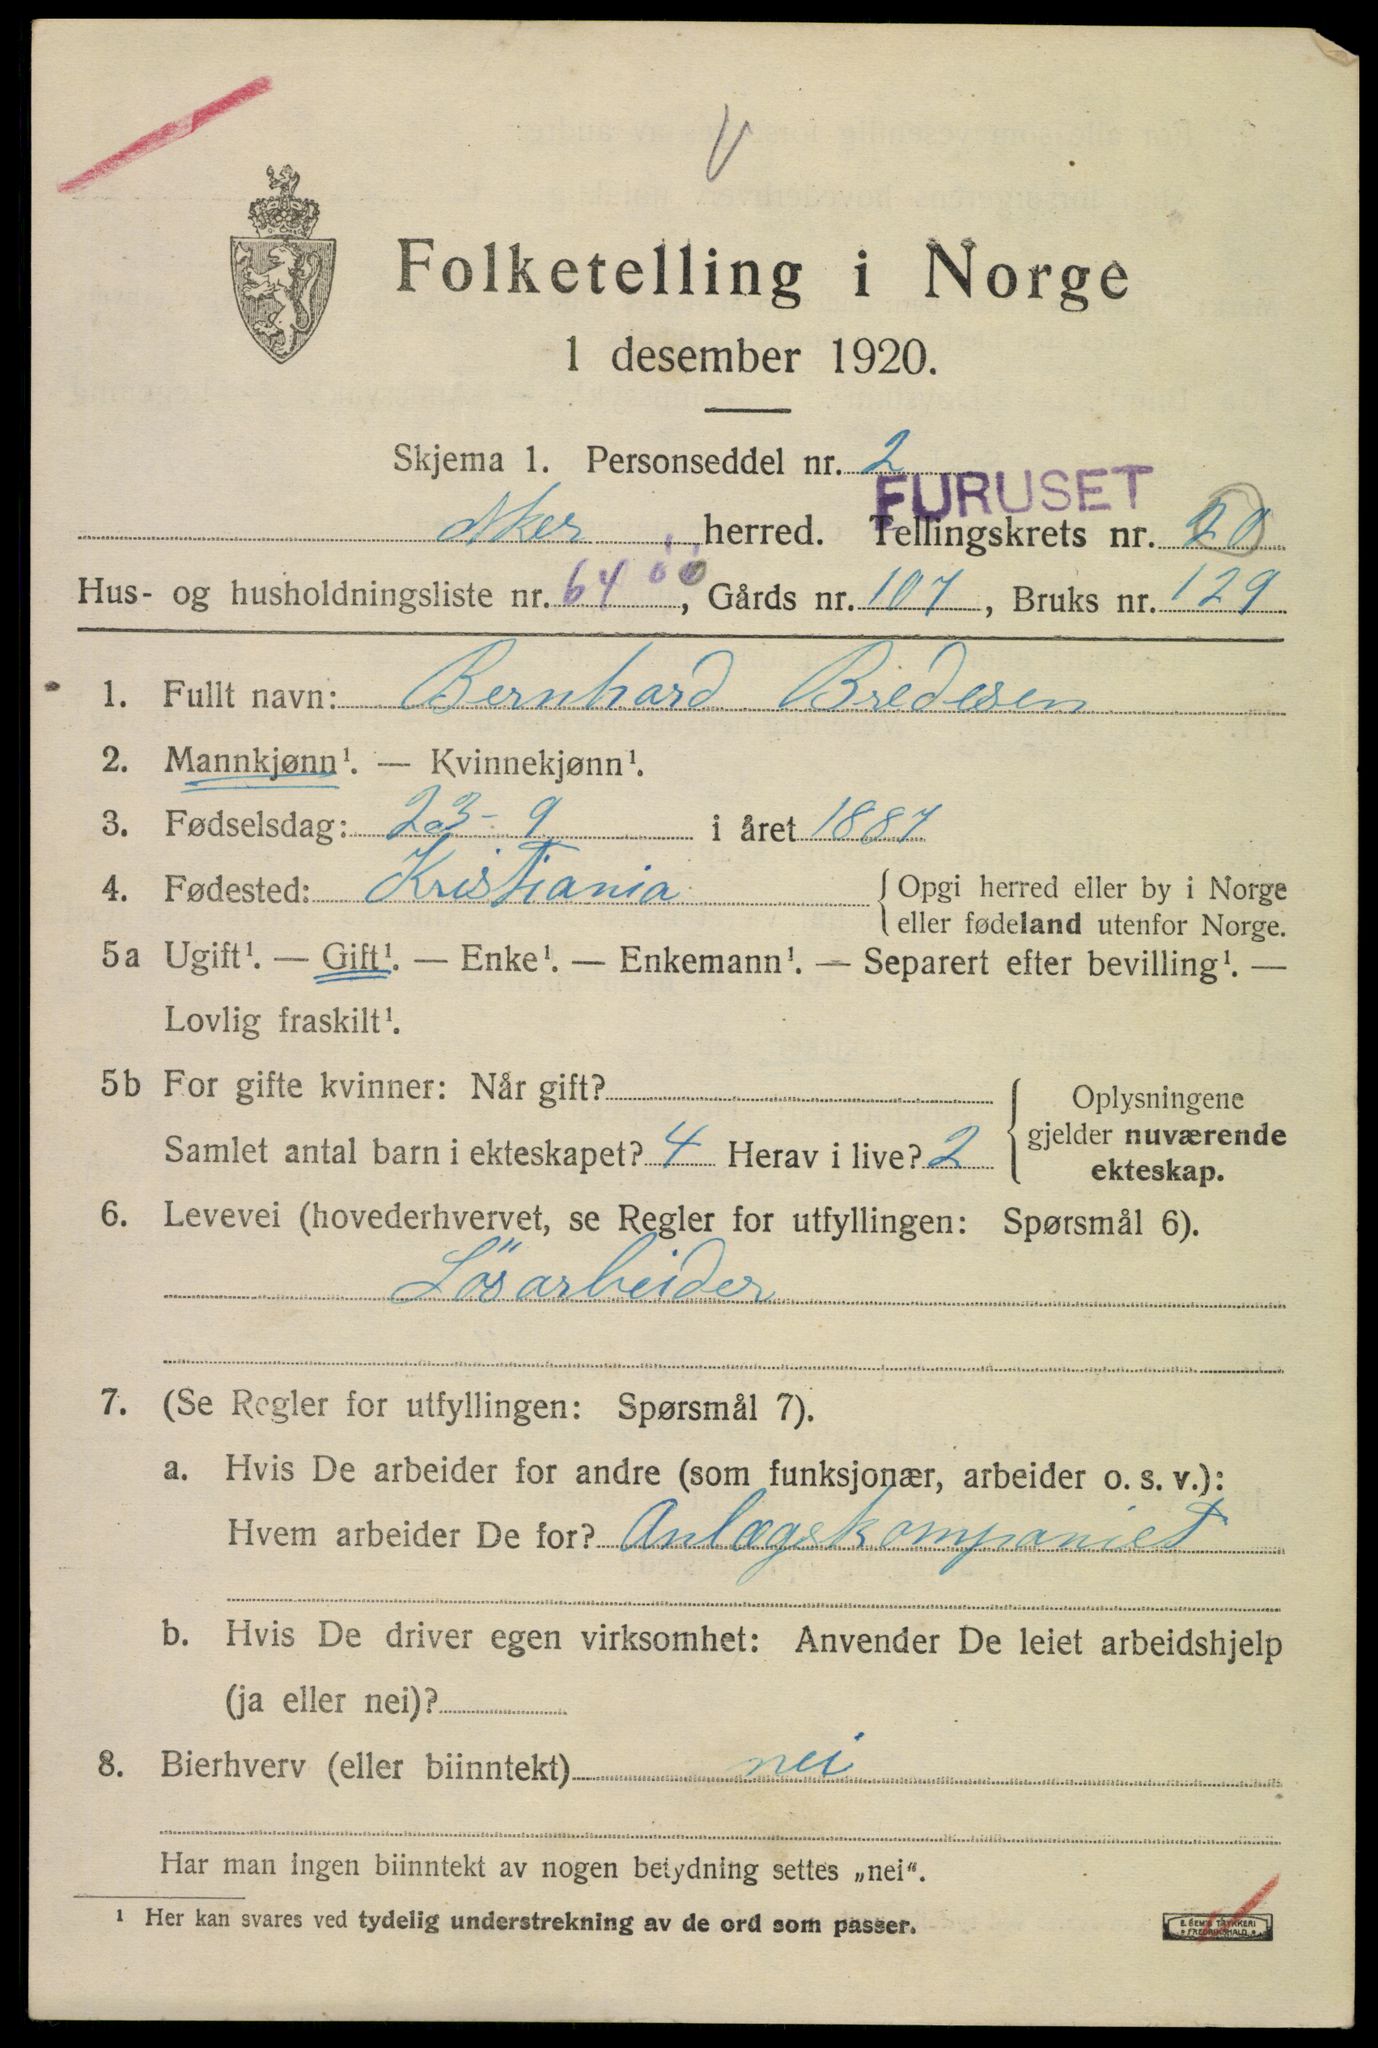 Folketelling i Norge
1 desember 1920.
Skjema 1. Personseddel nr. 2
FURUSET
Aker herred. Tellingskrets nr. 20
Hus- og husholdningsliste nr. 64, Gårds nr. 107, Bruks nr. 129
1. Fullt navn: Bernhard Bredesen
2. Mannkjønn¹. — Kvinnekjønn¹.
3. Fødselsdag: 23-9 i året 1887
4. Fødested: Kristiania { Opgi herred eller by i Norge
eller fødeland utenfor Norge.
5a Ugift¹. — Gift¹. — Enke¹. — Enkemann¹. — Separert efter bevilling¹. —
Lovlig fraskilt¹.
5b For gifte kvinner: Når gift?
Samlet antal barn i ekteskapet? 4 Herav i live? 2
{ Oplysningene
gjelder nuværende
ekteskap.
6. Levevei (hovederhvervet, se Regler for utfyllingen: Spørsmål 6).
Lösarbeider
7. (Se Regler for utfyllingen: Spørsmål 7).
a. Hvis De arbeider for andre (som funksjonær, arbeider o. s. v.):
Hvem arbeider De for? Anlægskompaniet
b. Hvis De driver egen virksomhet: Anvender De leiet arbeidshjelp
(ja eller nei)?
8. Bierhverv (eller biinntekt) nei
Har man ingen biinntekt av nogen betydning settes „nei“.
¹ Her kan svares ved tydelig understrekning av de ord som passer.
E. SEM'S TRYKKERI
FREDRIKSHALD